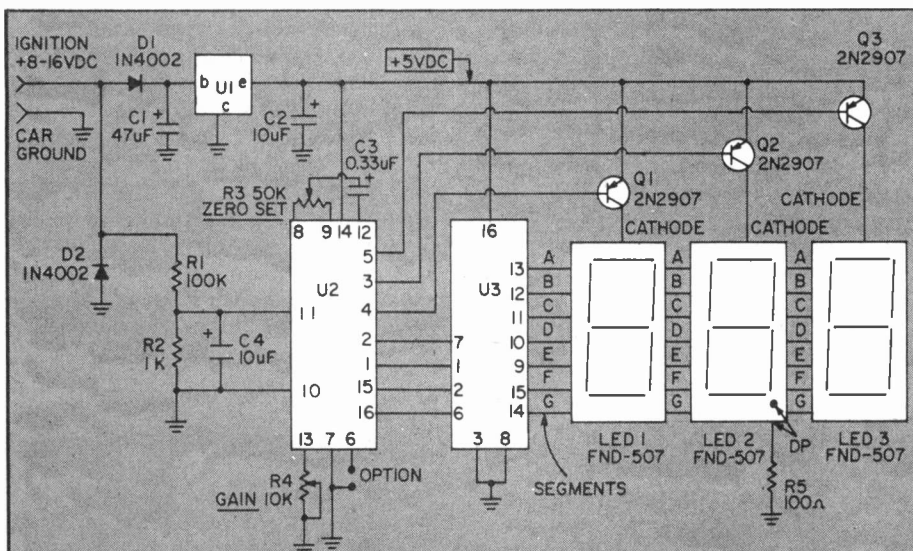 IGNITION
+8-16VDC
D1
1N4002
CAR
GROUND
C1
47uF
+
b e
U1
c
+
C2
10uF
+5VDC
Q3
2N2907
Q2
2N2907
Q1
2N2907
CATHODE
CATHODE
CATHODE
C3
0.33uF
+
R3 50K
ZERO SET
D2
1N4002
R1
100K
R2
1K
+
C4
10uF
8 9 14 12
5
3
4
2
1
15
16
11
10
U2
13 7 6
R4
GAIN 10K
OPTION
16
U3
7
1
2
6
13
12
11
10
9
15
14
3 8
A
B
C
D
E
F
G
A
B
C
D
E
F
G
A
B
C
D
E
F
G
SEGMENTS
LED 1
FND-507
LED 2
FND-507
LED 3
FND-507
DP
R5
100Ω